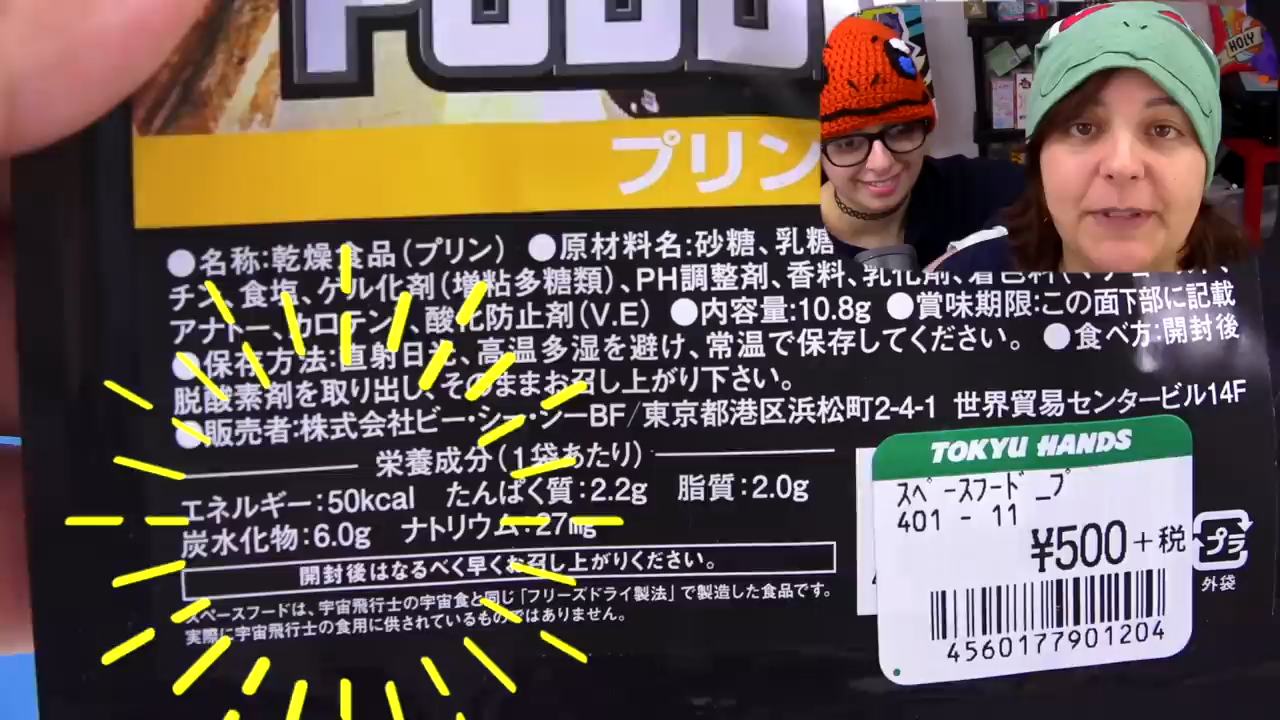 プリン
HOLY
●名称:乾燥食品(プリン) ●原材料名:砂糖、乳糖
チン、食塩、ゲル化剤(増粘多糖類)、PH調整剤、香料、乳化剤、着色料
アナトー、カロテン)、酸化防止剤(V.E) ●内容量:10.8g ●賞味期限:この面下部に記載
●保存方法:直射日光、高温多湿を避け、常温で保存してください。 ●食べ方:開封後
脱酸素剤を取り出し、そのままお召し上がり下さい。
●販売者:株式会社ビー・シー・シーBF/東京都港区浜松町2-4-1 世界貿易センタービル14F
栄養成分(1袋あたり)
エネルギー:50kcal たんぱく質:2.2g 脂質:2.0g
炭水化物:6.0g ナトリウム:27mg
開封後はなるべく早くお召し上がりください。
スペースフードは、宇宙飛行士の宇宙食と同じ「フリーズドライ製法」で製造した食品です。
実際に宇宙飛行士の食用に供されているものではありません。
TOKYU HANDS
スペースフード_プ
401 - 11
¥500+税
4560177901204
プラ
外袋